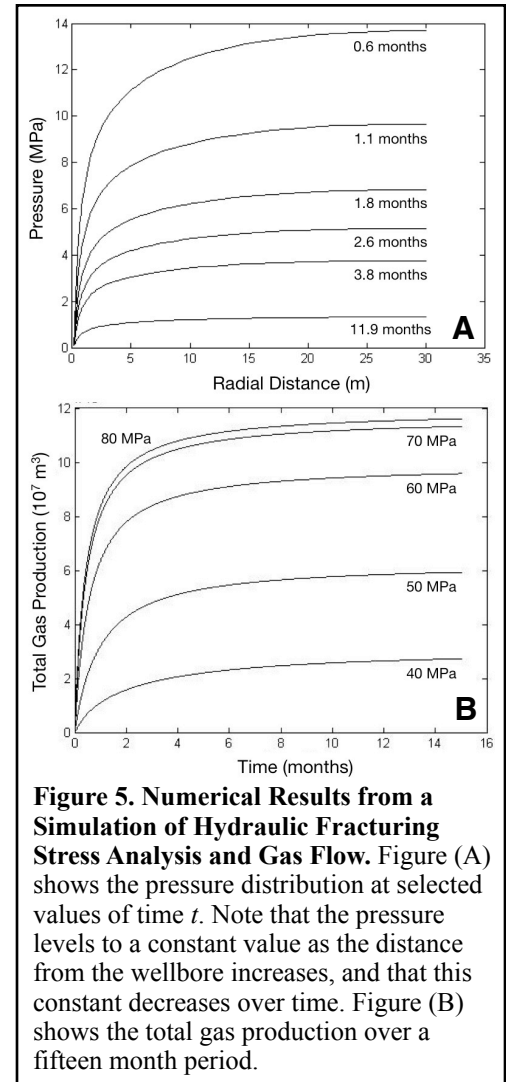 14
12
10
8
6
4
2
0
Pressure (MPa)
0.6 months
1.1 months
1.8 months
2.6 months
3.8 months
11.9 months
A
0 5 10 15 20 25 30 35
Radial Distance (m)
12
10
8
6
4
2
0
Total Gas Production (10⁷ m³)
80 MPa
70 MPa
60 MPa
50 MPa
40 MPa
B
0 2 4 6 8 10 12 14 16
Time (months)
Figure 5. Numerical Results from a
Simulation of Hydraulic Fracturing
Stress Analysis and Gas Flow. Figure (A)
shows the pressure distribution at selected
values of time t. Note that the pressure
levels to a constant value as the distance
from the wellbore increases, and that this
constant decreases over time. Figure (B)
shows the total gas production over a
fifteen month period.